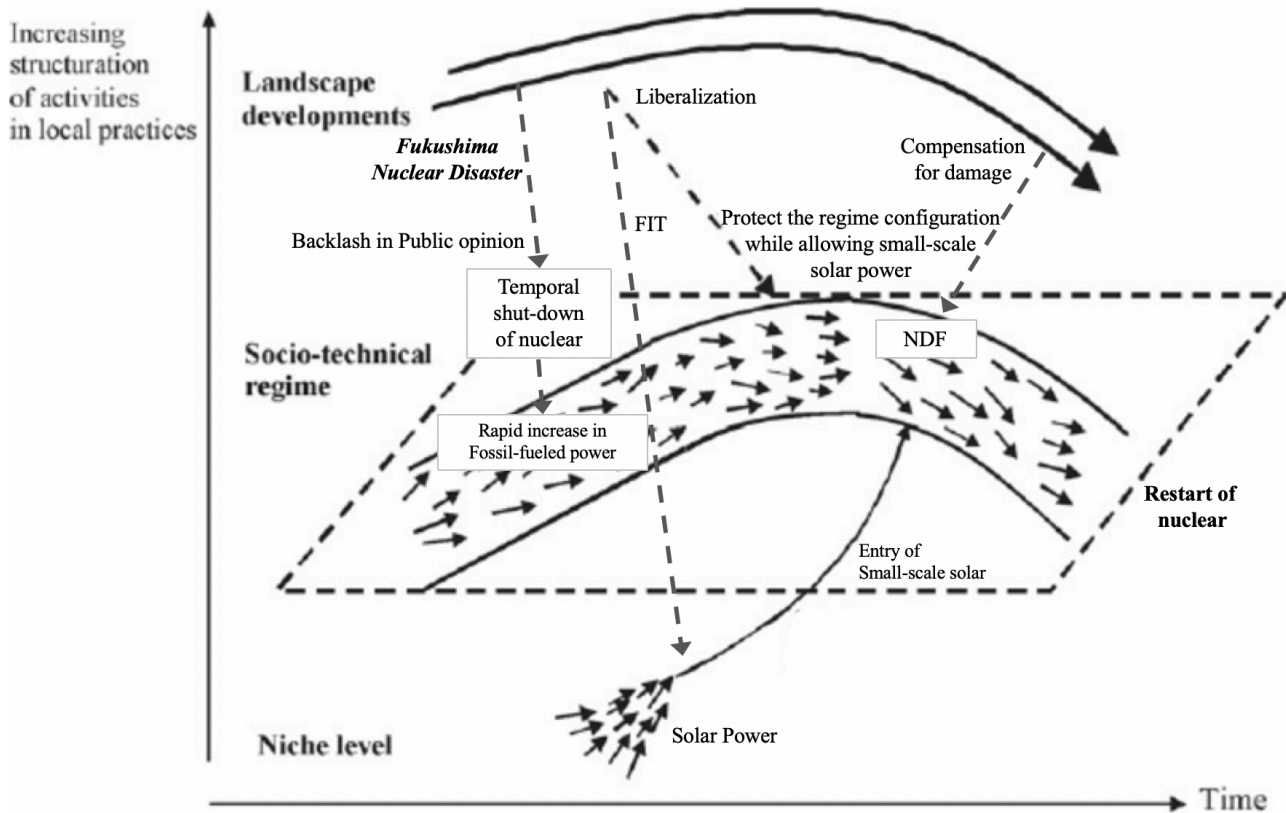 Increasing
structuration
of activities
in local practices
Landscape
developments
Liberalization
Fukushima
Nuclear Disaster
Compensation
for damage
Backlash in Public opinion
FIT
Protect the regime configuration
while allowing small-scale
solar power
Temporal
shut-down
of nuclear
NDF
Socio-technical
regime
Rapid increase in
Fossil-fueled power
Restart of
nuclear
Entry of
Small-scale solar
Solar Power
Niche level
Time